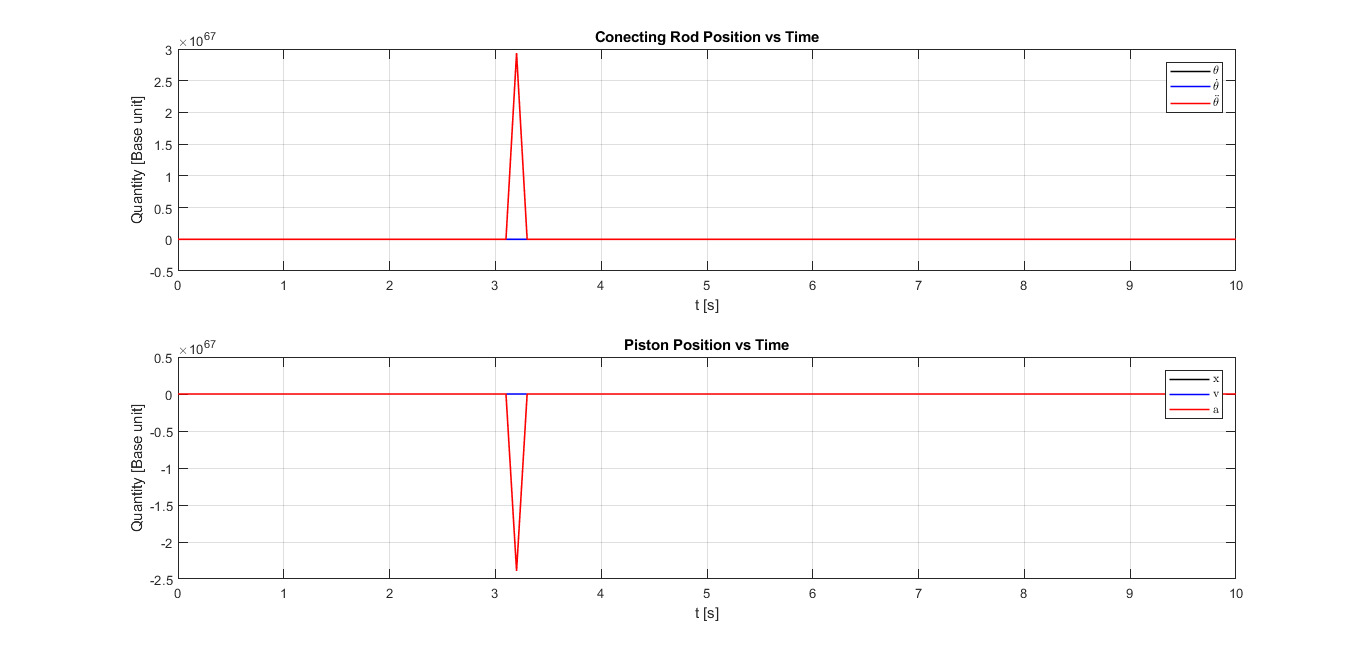 Conecting Rod Position vs Time
×10^67
3
2.5
2
1.5
1
0.5
0
-0.5
Quantity [Base unit]
0 1 2 3 4 5 6 7 8 9 10
t [s]
θ
θ̇
θ̈
Piston Position vs Time
×10^67
0.5
0
-0.5
-1
-1.5
-2
-2.5
Quantity [Base unit]
0 1 2 3 4 5 6 7 8 9 10
t [s]
x
v
a